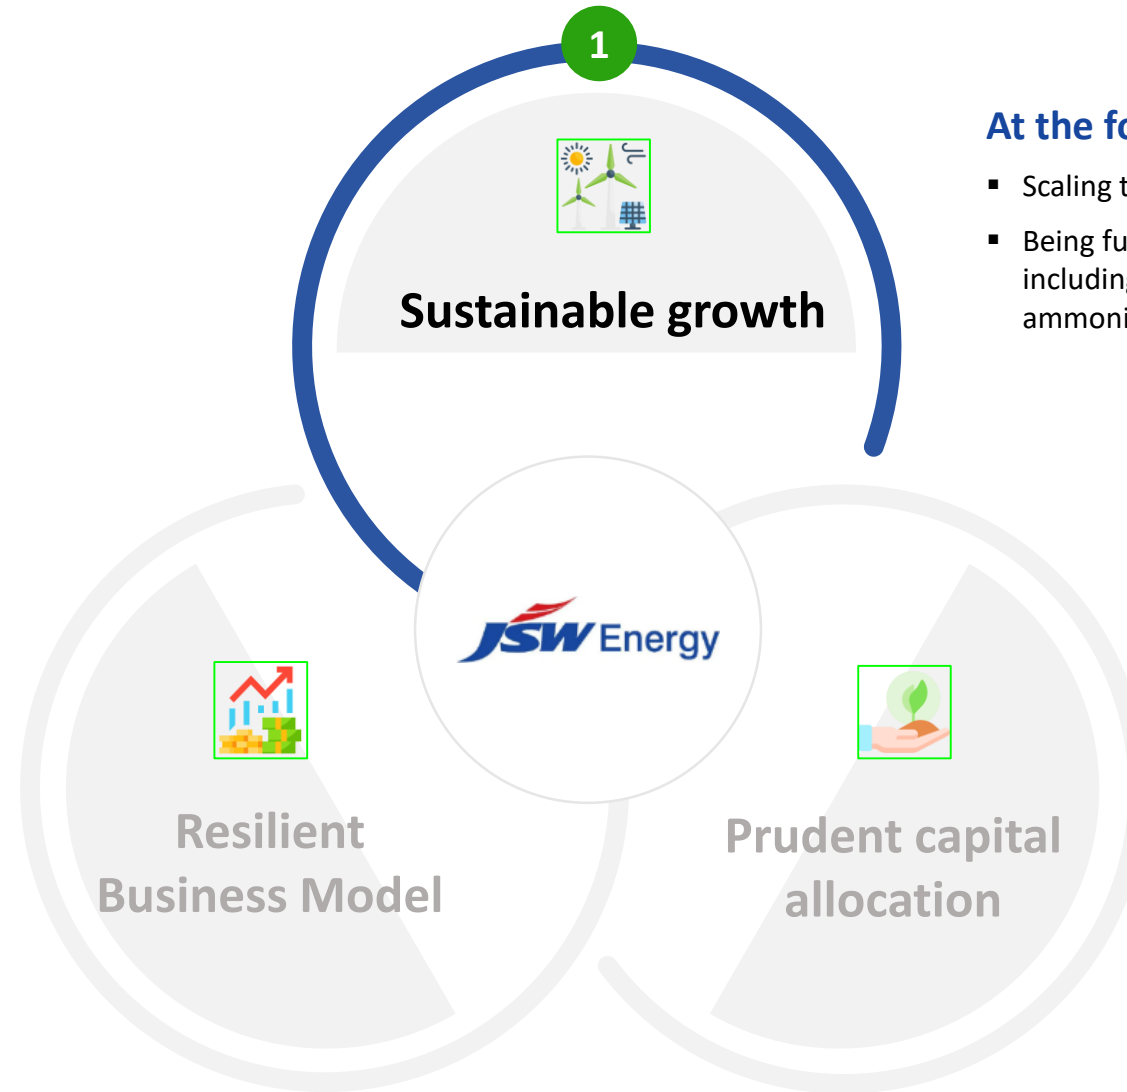 1
At the fo
▪ Scaling t
▪ Being fu
including
ammoni
Sustainable growth
JSW Energy
Resilient
Business Model
Prudent capital
allocation